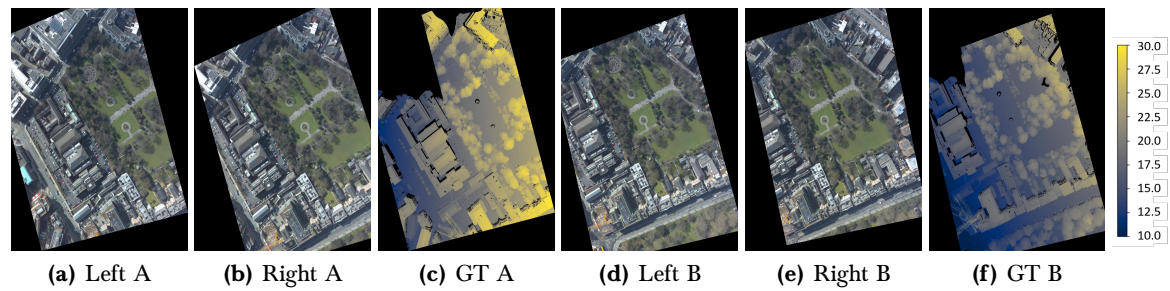 30.0
27.5
25.0
22.5
20.0
17.5
15.0
12.5
10.0
(a) Left A
(b) Right A
(c) GT A
(d) Left B
(e) Right B
(f) GT B